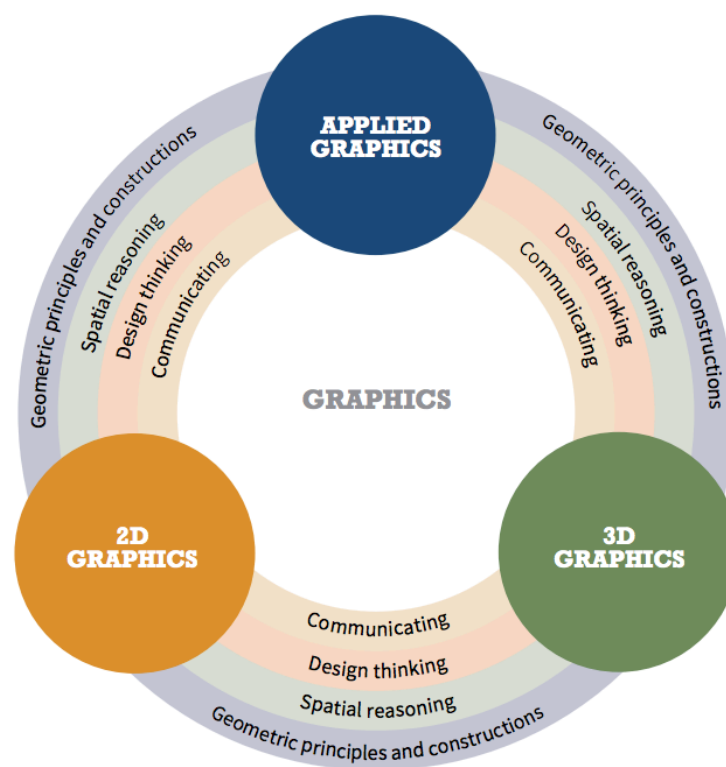 APPLIED
GRAPHICS
Geometric principles and constructions
Spatial reasoning
Design thinking
Communicating
Geometric principles and constructions
Spatial reasoning
Design thinking
Communicating
GRAPHICS
2D
GRAPHICS
3D
GRAPHICS
Communicating
Design thinking
Spatial reasoning
Geometric principles and constructions